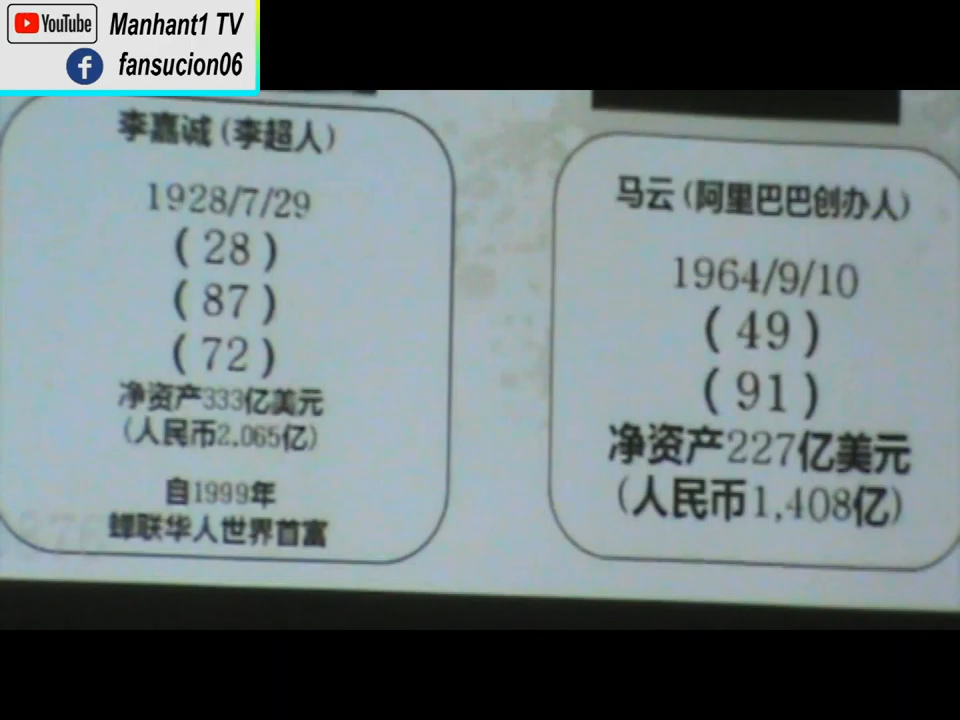 YouTube Manhant1 TV
fansucion06
李嘉诚(李超人)
1928/7/29
(28)
(87)
(72)
净资产333亿美元
(人民币2,065亿)
自1999年
蝉联华人世界首富
马云(阿里巴巴创办人)
1964/9/10
(49)
(91)
净资产227亿美元
(人民币1,408亿)